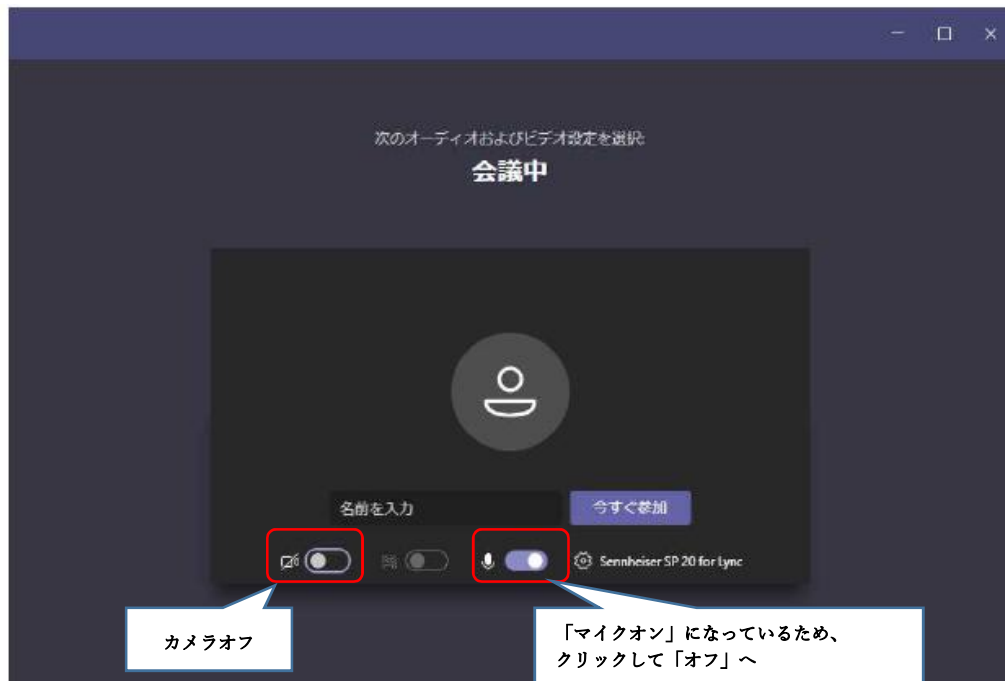 次のオーディオおよびビデオ設定を選択:
会議中
名前を入力
今すぐ参加
Sennheiser SP 20 for Lync
カメラオフ
「マイクオン」になっているため、
クリックして「オフ」へ